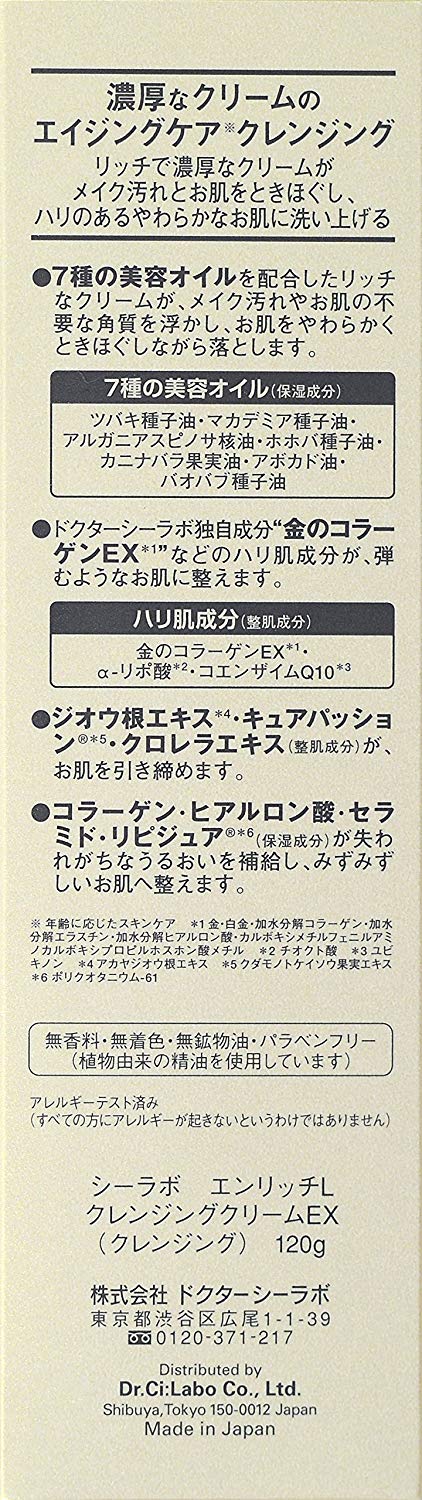 濃厚なクリームの
エイジングケア※クレンジング
リッチで濃厚なクリームが
メイク汚れとお肌をときほぐし、
ハリのあるやわらかなお肌に洗い上げる
●7種の美容オイルを配合したリッチ
なクリームが、メイク汚れやお肌の不
要な角質を浮かし、お肌をやわらかく
ときほぐしながら落とします。
7種の美容オイル(保湿成分)
ツバキ種子油・マカデミア種子油・
アルガニアスピノサ核油・ホホバ種子油・
カニナバラ果実油・アボカド油・
バオバブ種子油
●ドクターシーラボ独自成分“金のコラー
ゲンEX*1”などのハリ肌成分が、弾
むようなお肌に整えます。
ハリ肌成分(整肌成分)
金のコラーゲンEX*1・
α-リポ酸*2・コエンザイムQ10*3
●ジオウ根エキス*4・キュアパッショ
ン®*5・クロレラエキス(整肌成分)が、
お肌を引き締めます。
●コラーゲン・ヒアルロン酸・セラ
ミド・リピジュア®*6(保湿成分)が失わ
れがちなうるおいを補給し、みずみず
しいお肌へ整えます。
※ 年齢に応じたスキンケア *1 金・白金・加水分解コラーゲン・加水
分解エラスチン・加水分解ヒアルロン酸・カルボキシメチルフェニルアミ
ノカルボキシプロピルホスホン酸メチル *2 チオクト酸 *3 ユビ
キノン *4 アカヤジオウ根エキス *5 クダモノトケイソウ果実エキス
*6 ポリクオタニウム-61
無香料・無着色・無鉱物油・パラベンフリー
(植物由来の精油を使用しています)
アレルギーテスト済み
(すべての方にアレルギーが起きないというわけではありません)
シーラボ エンリッチL
クレンジングクリームEX
(クレンジング) 120g
株式会社 ドクターシーラボ
東京都渋谷区広尾1-1-39
0120-371-217
Distributed by
Dr.Ci:Labo Co., Ltd.
Shibuya,Tokyo 150-0012 Japan
Made in Japan